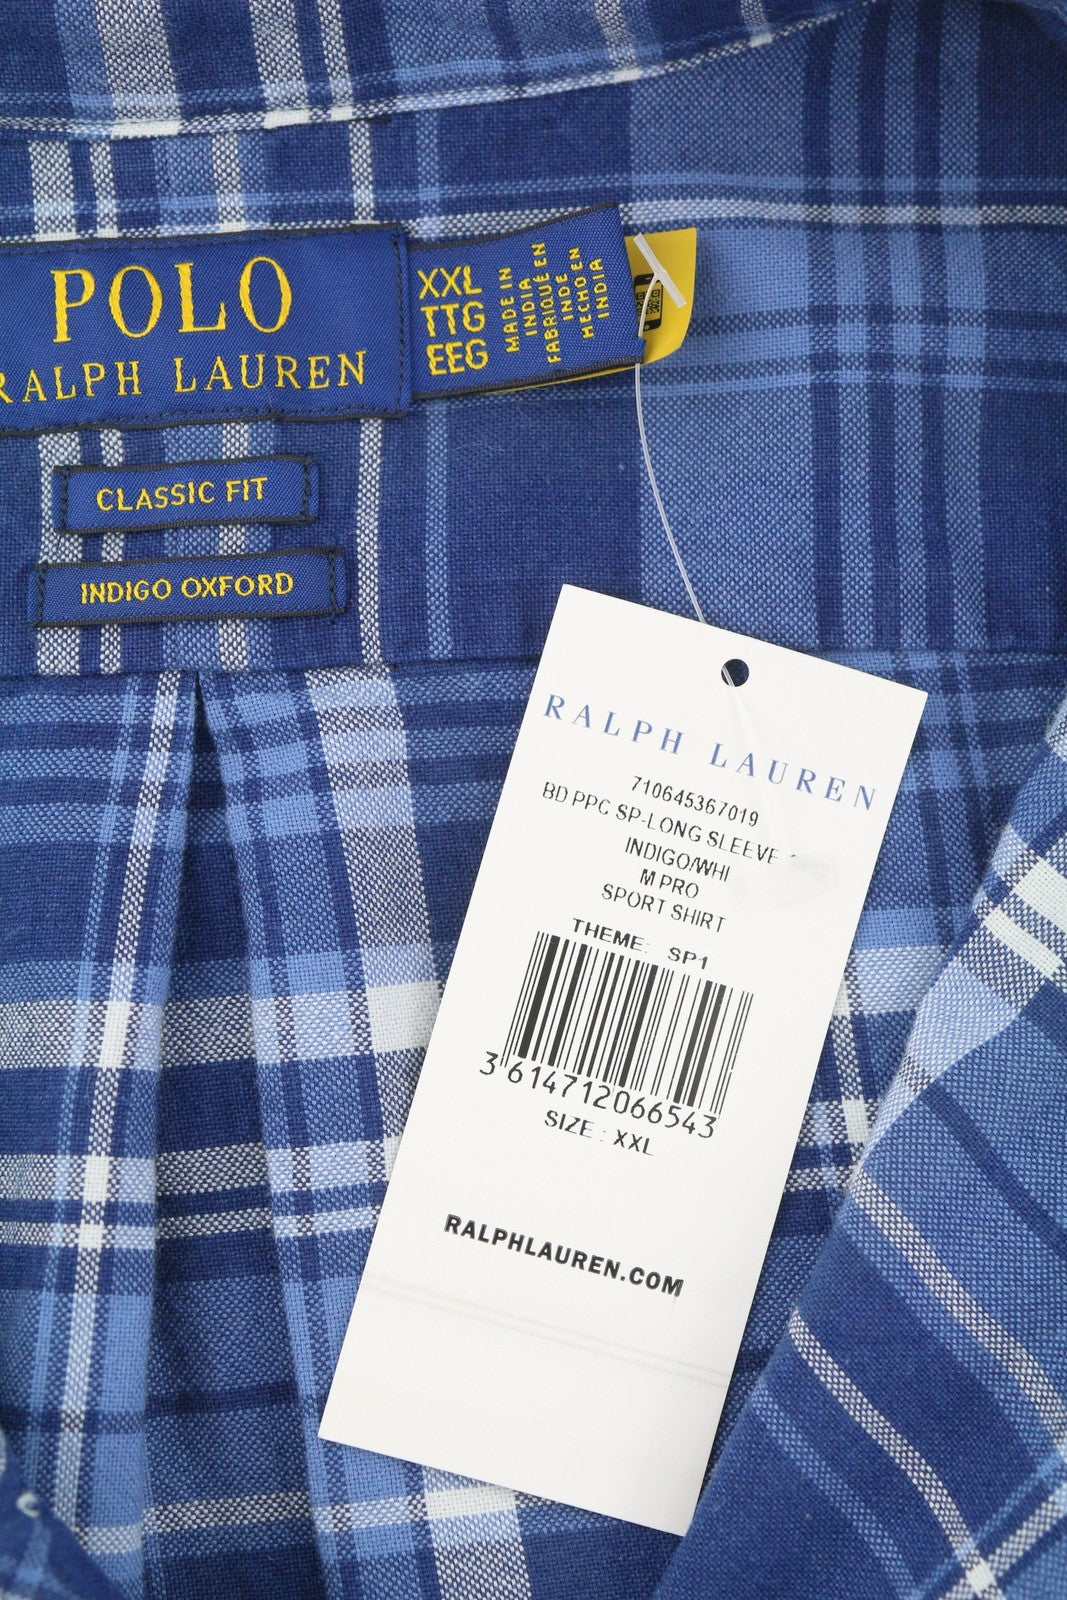 POLO
RALPH LAUREN
XXL
TTG
EEG
MADE IN
INDIA
FABRIQUÉ EN
INDE
HECHO EN
INDIA
CLASSIC FIT
INDIGO OXFORD
RALPH LAUREN
710645367019
BD PPC SP-LONG SLEEVE
INDIGO/WHI
M PRO
SPORT SHIRT
THEME: SP1
3 614712066543
SIZE : XXL
RALPHLAUREN.COM